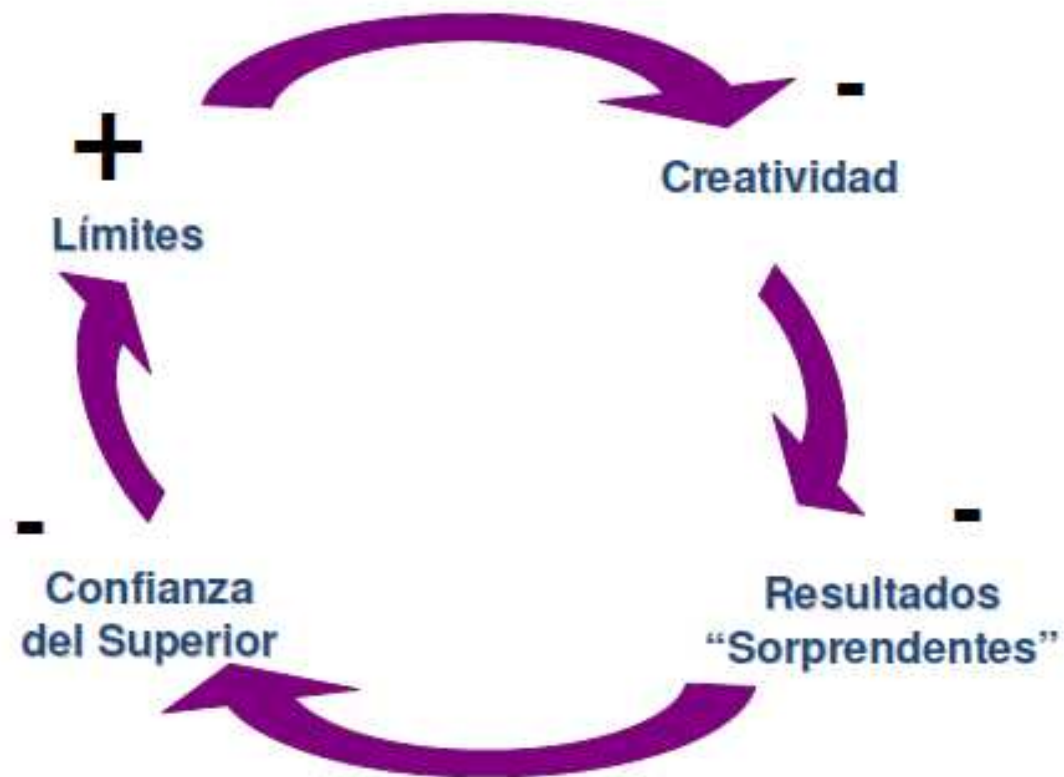 +
Límites
-
Creatividad
-
Resultados
“Sorprendentes”
-
Confianza
del Superior